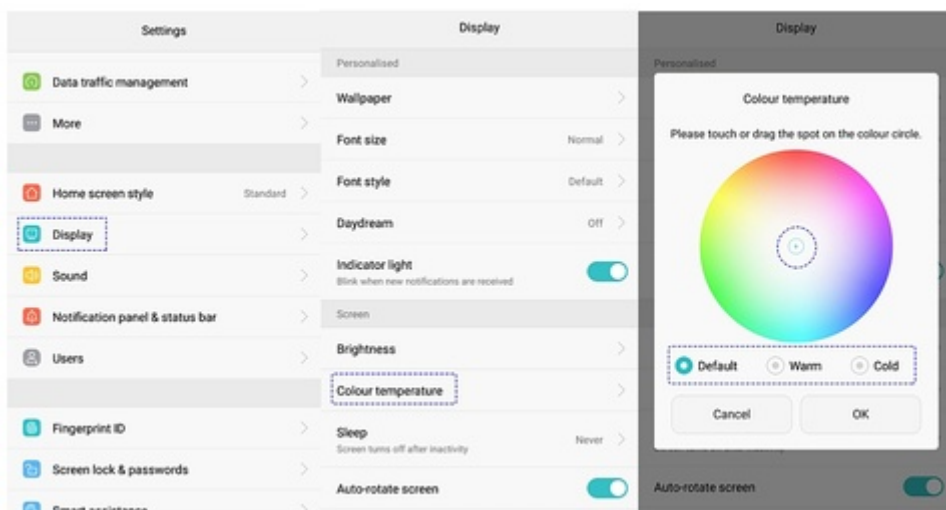 Settings
Data traffic management
More
Home screen style Standard
Display
Sound
Notification panel & status bar
Users
Fingerprint ID
Screen lock & passwords
Display
Personalised
Wallpaper
Font size Normal
Font style Default
Daydream Off
Indicator light
Blink when new notifications are received
Screen
Brightness
Colour temperature
Sleep Never
Screen turns off after inactivity
Auto-rotate screen
Display
Personalised
Colour temperature
Please touch or drag the spot on the colour circle.
Default Warm Cold
Cancel OK
Auto-rotate screen